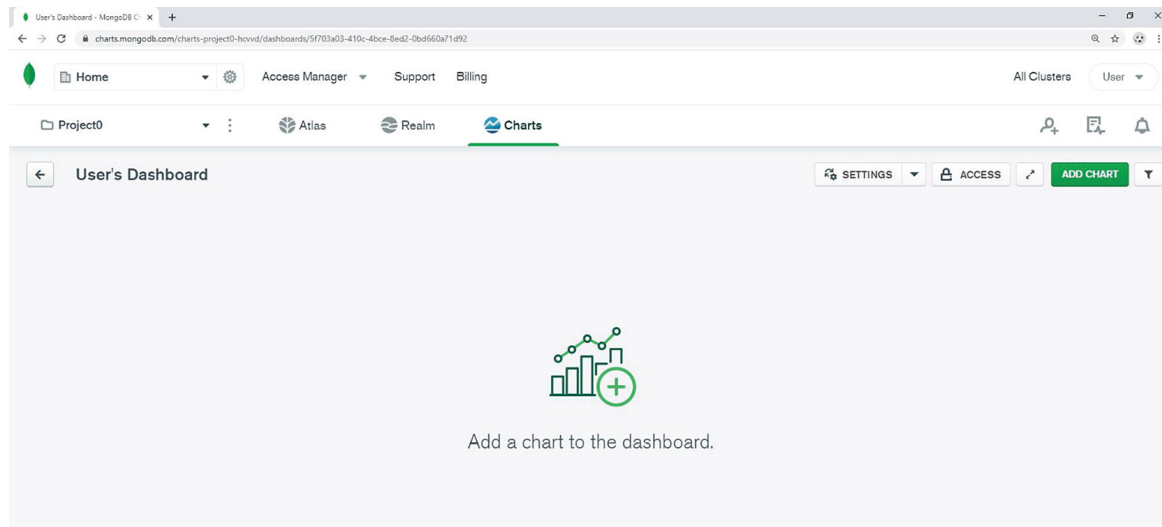 User's Dashboard - MongoDB C
charts.mongodb.com/charts-project0-hcvvd/dashboards/5f703a03-410c-4bce-8ed2-0bd660a71d92
Home Access Manager Support Billing All Clusters User
Project0 Atlas Realm Charts
User's Dashboard SETTINGS ACCESS ADD CHART
Add a chart to the dashboard.